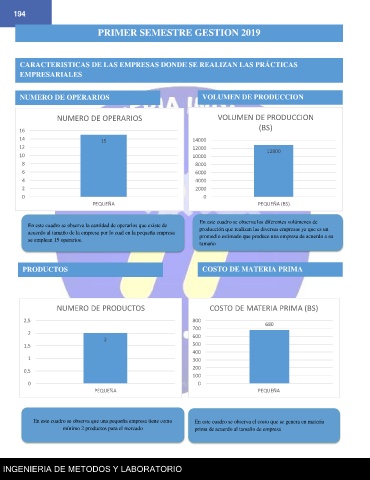 194
PRIMER SEMESTRE GESTION 2019
CARACTERISTICAS DE LAS EMPRESAS DONDE SE REALIZAN LAS PRÁCTICAS
EMPRESARIALES
NUMERO DE OPERARIOS
VOLUMEN DE PRODUCCION
NUMERO DE OPERARIOS
16
14
12
10
8
6
4
2
0
15
PEQUEÑA
VOLUMEN DE PRODUCCION
(BS)
14000
12000
10000
8000
6000
4000
2000
0
PEQUEÑA (BS)
En este cuadro se observa la cantidad de operarios que existe de
acuerdo al tamaño de la empresa por lo cual en la pequeña empresa
se emplean 15 operarios
En este cuadro se observa los diferentes volúmenes de
producción que realizan las diversas empresas ya que es un
promedio estimado que produce una empresa de acuerdo a su
tamaño
PRODUCTOS
COSTO DE MATERIA PRIMA
NUMERO DE PRODUCTOS
2,5
2
1,5
1
0,5
0
2
PEQUEÑA
COSTO DE MATERIA PRIMA (BS)
800
700
600
500
400
300
200
100
0
680
PEQUEÑA
En este cuadro se observa que una pequeña empresa tiene como
mínimo 2 productos para el mercado
En este cuadro se observa el costo que se genera en materia
prima de acuerdo al tamaño de empresa
INGENIERIA DE METODOS Y LABORATORIO